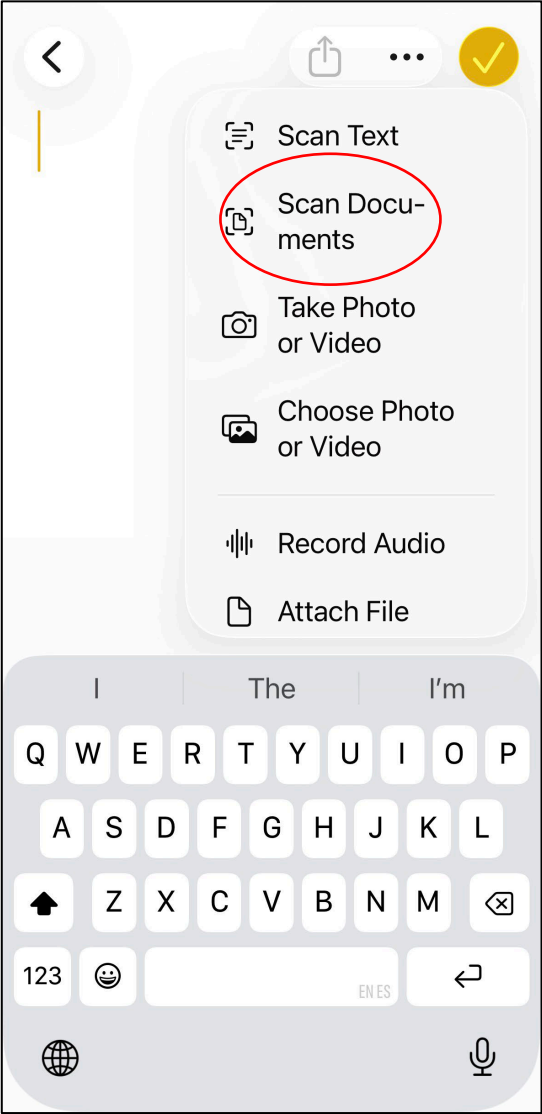 Scan Text
Scan Docu-
ments
Take Photo
or Video
Choose Photo
or Video
Record Audio
Attach File
I The I'm
Q W E R T Y U I O P
A S D F G H J K L
Z X C V B N M
123
EN ES